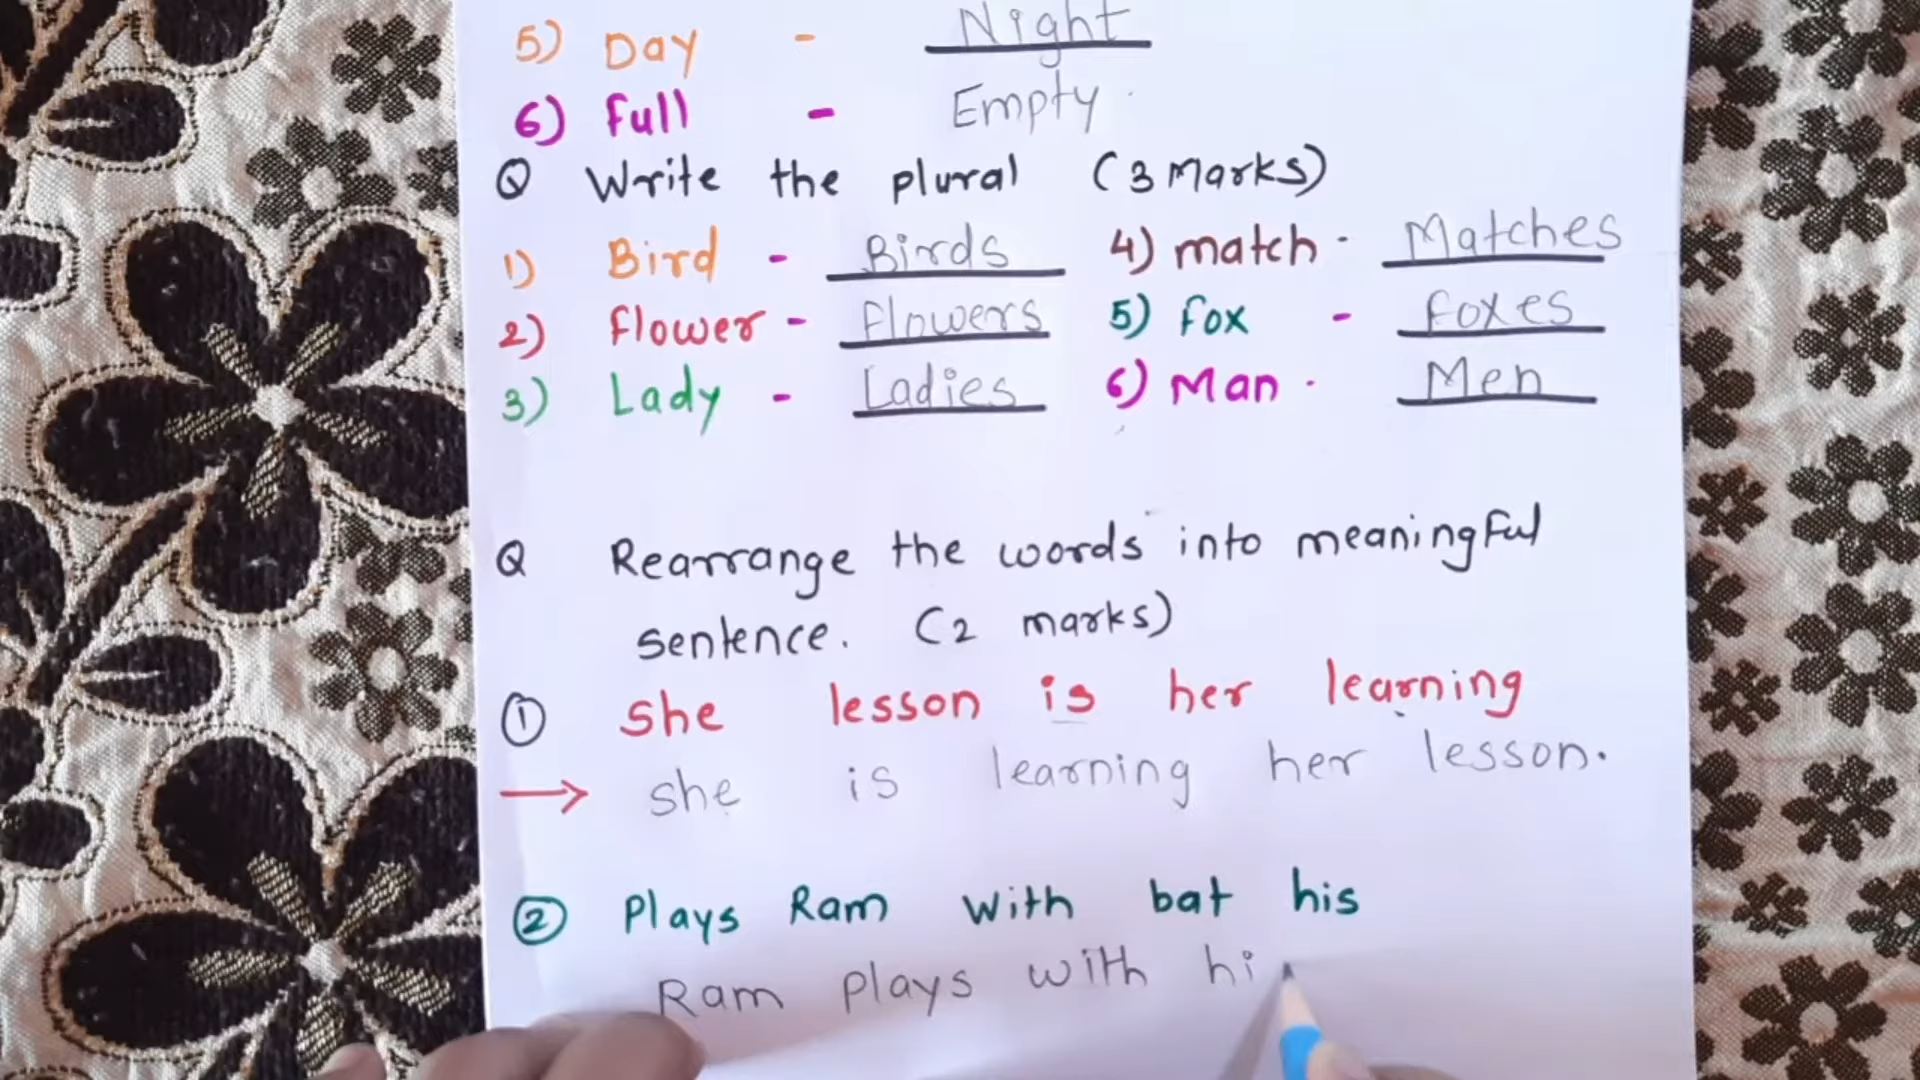 5) Day - Night
6) Full - Empty
Q Write the plural (3 Marks)
1) Bird - Birds 4) match - Matches
2) Flower - Flowers 5) fox - Foxes
3) Lady - Ladies 6) Man - Men
Q Rearrange the words into meaningful
sentence. (2 marks)
① She lesson is her learning
→ she is learning her lesson.
② Plays Ram with bat his
Ram plays with hi